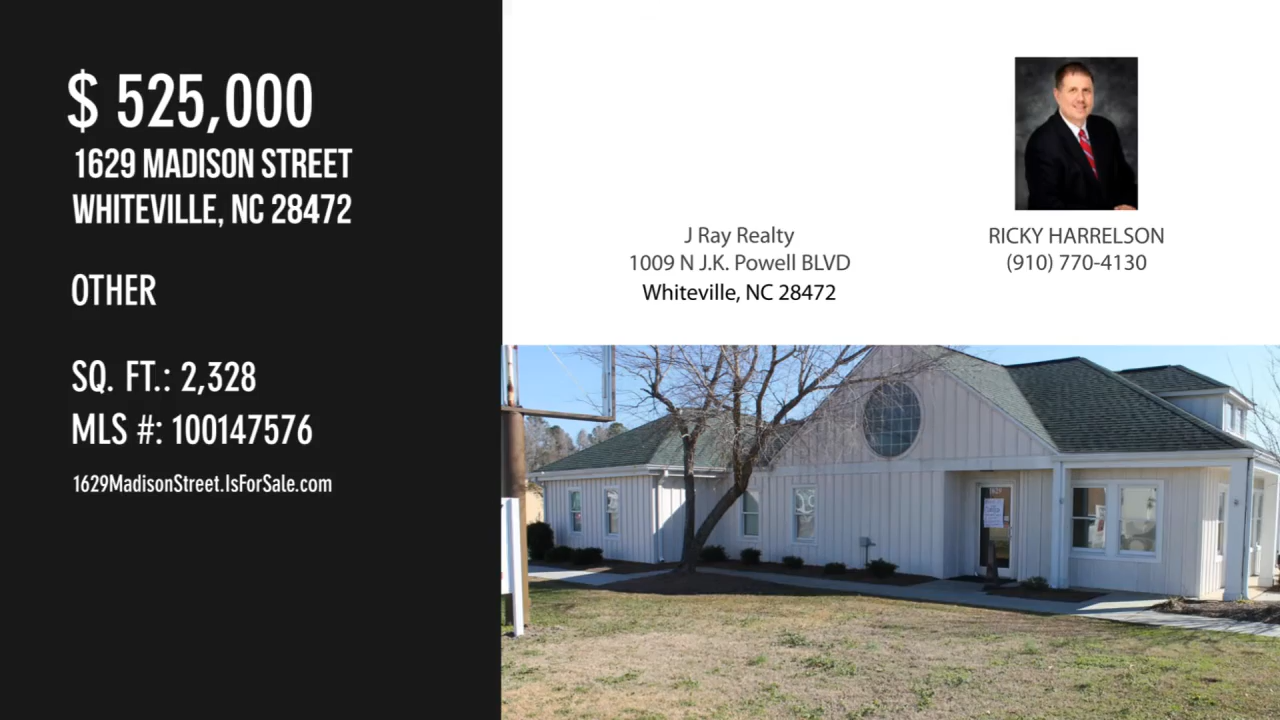 $ 525,000
1629 MADISON STREET
WHITEVILLE, NC 28472
OTHER
SQ. FT.: 2,328
MLS #: 100147576
1629MadisonStreet.IsForSale.com
J Ray Realty
1009 N J.K. Powell BLVD
Whiteville, NC 28472
RICKY HARRELSON
(910) 770-4130